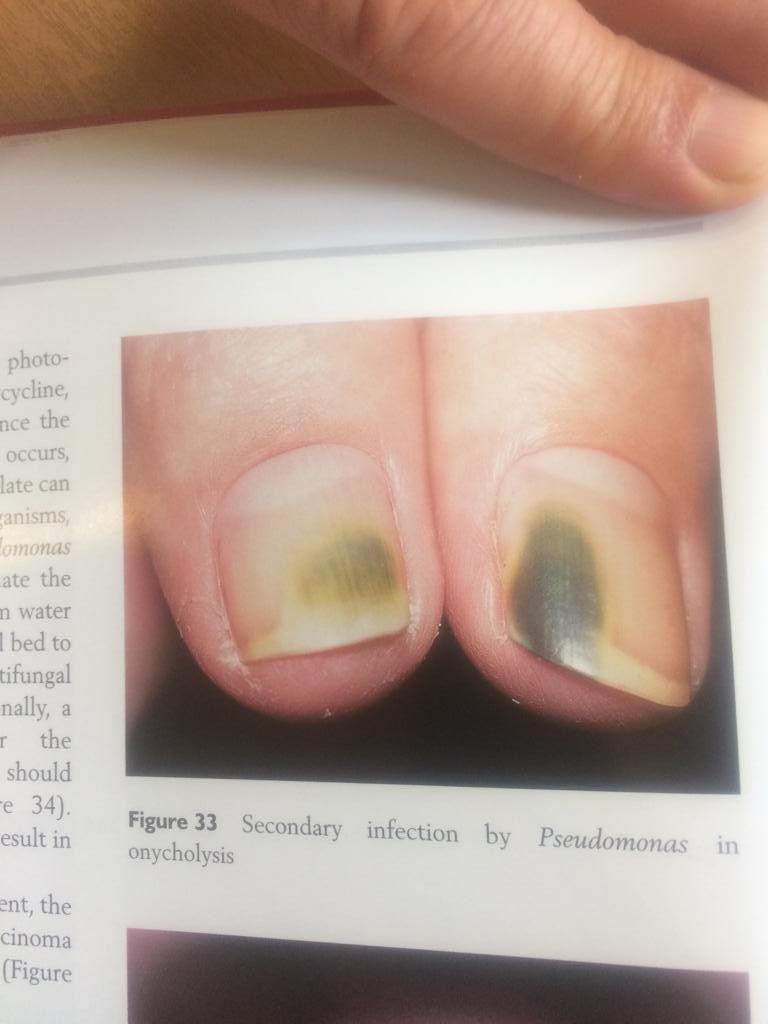 photo-
cycline,
nce the
occurs,
late can
ganisms,
domonas
ate the
m water
l bed to
tifungal
nally, a
r the
should
re 34).
esult in
ent, the
cinoma
(Figure
Figure 33 Secondary infection by Pseudomonas in
onycholysis